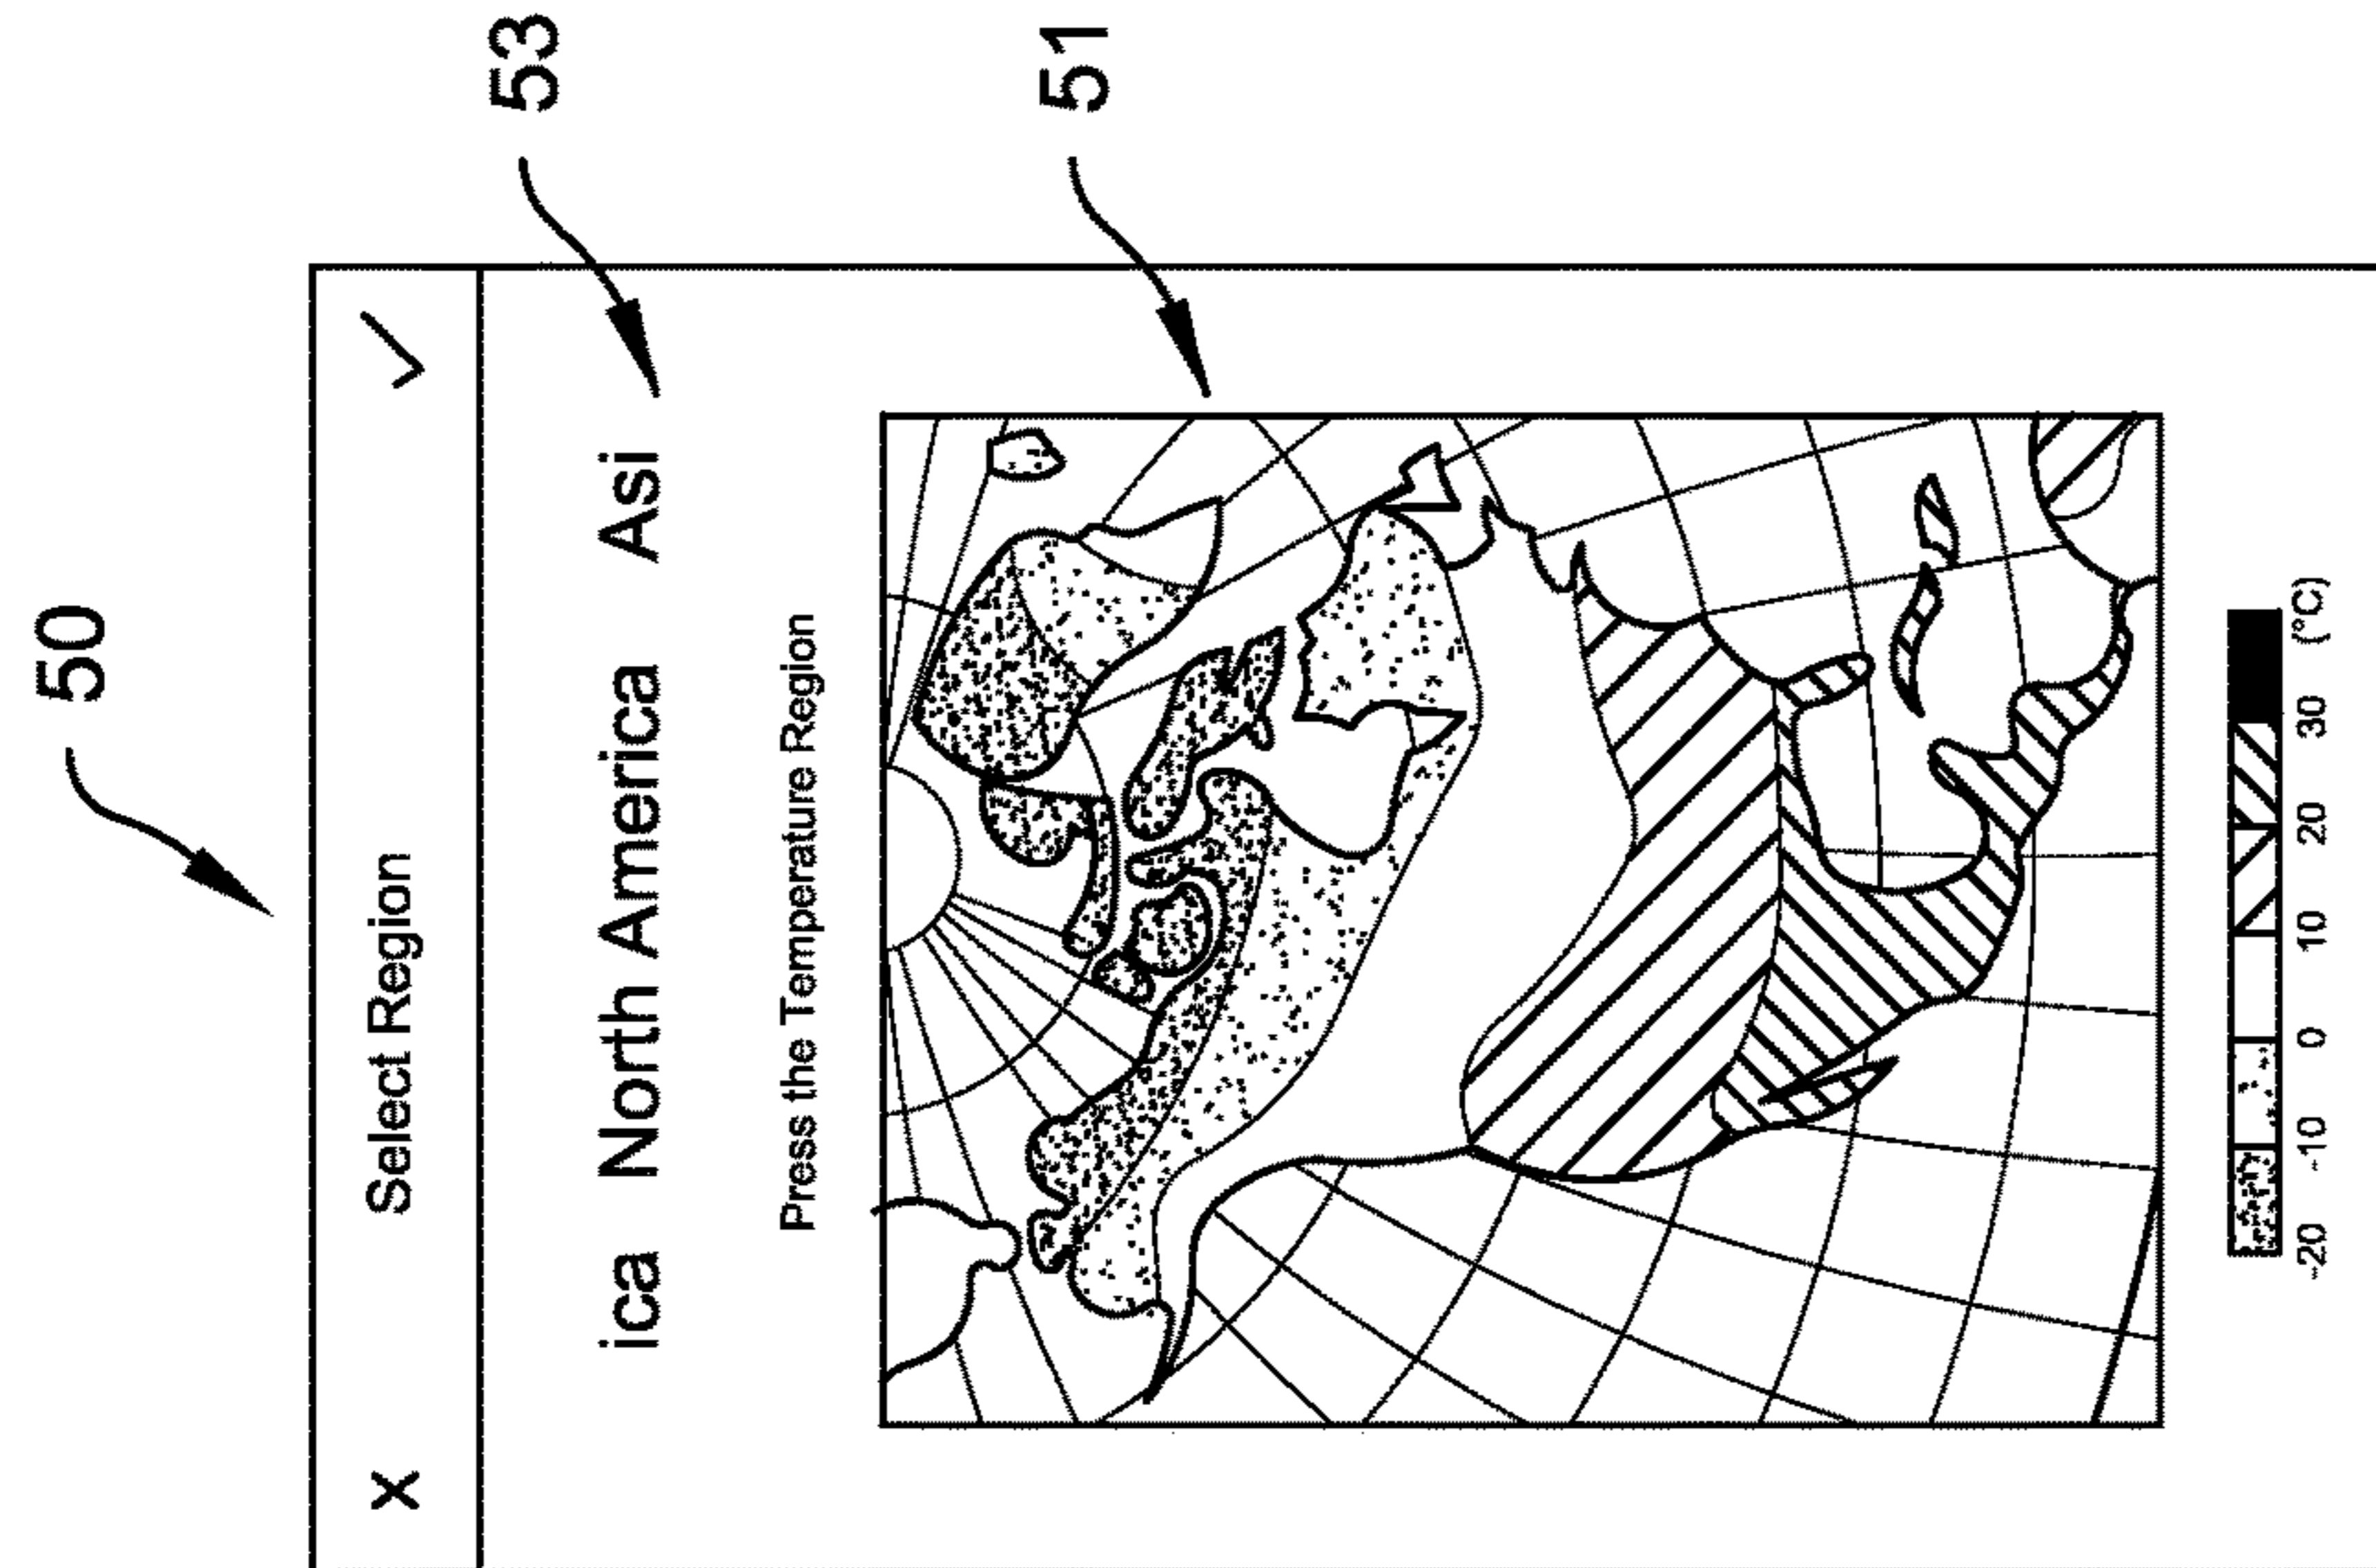 50
x Select Region ✓
53
ica North America Asi
Press the Temperature Region
51
-20 -10 0 10 20 30 (°C)